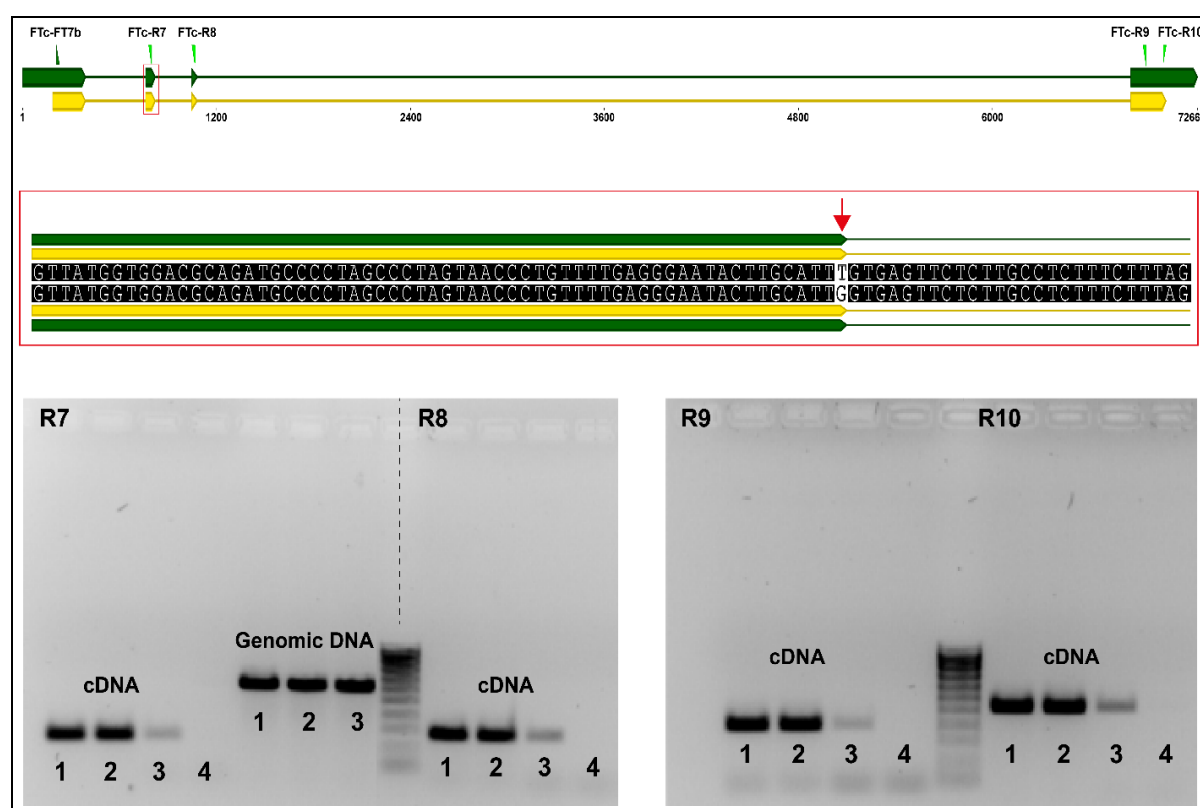 FTc-FT7b FTc-R7 FTc-R8 FTc-R9 FTc-R10
1 1200 2400 3600 4800 6000 7266
GTTATGGTGGACGCAGATGCCCCTAGCCCTAGTAACCCTGTTTTGAGGGAATACTTGCATTTGTGAGTTCTCTTGCCTCTTTCTTTAG
GTTATGGTGGACGCAGATGCCCCTAGCCCTAGTAACCCTGTTTTGAGGGAATACTTGCATTGGTGAGTTCTCTTGCCTCTTTCTTTAG
R7 R8 R9 R10
Genomic DNA
cDNA cDNA cDNA cDNA
1 2 3
1 2 3 4 1 2 3 4 1 2 3 4 1 2 3 4